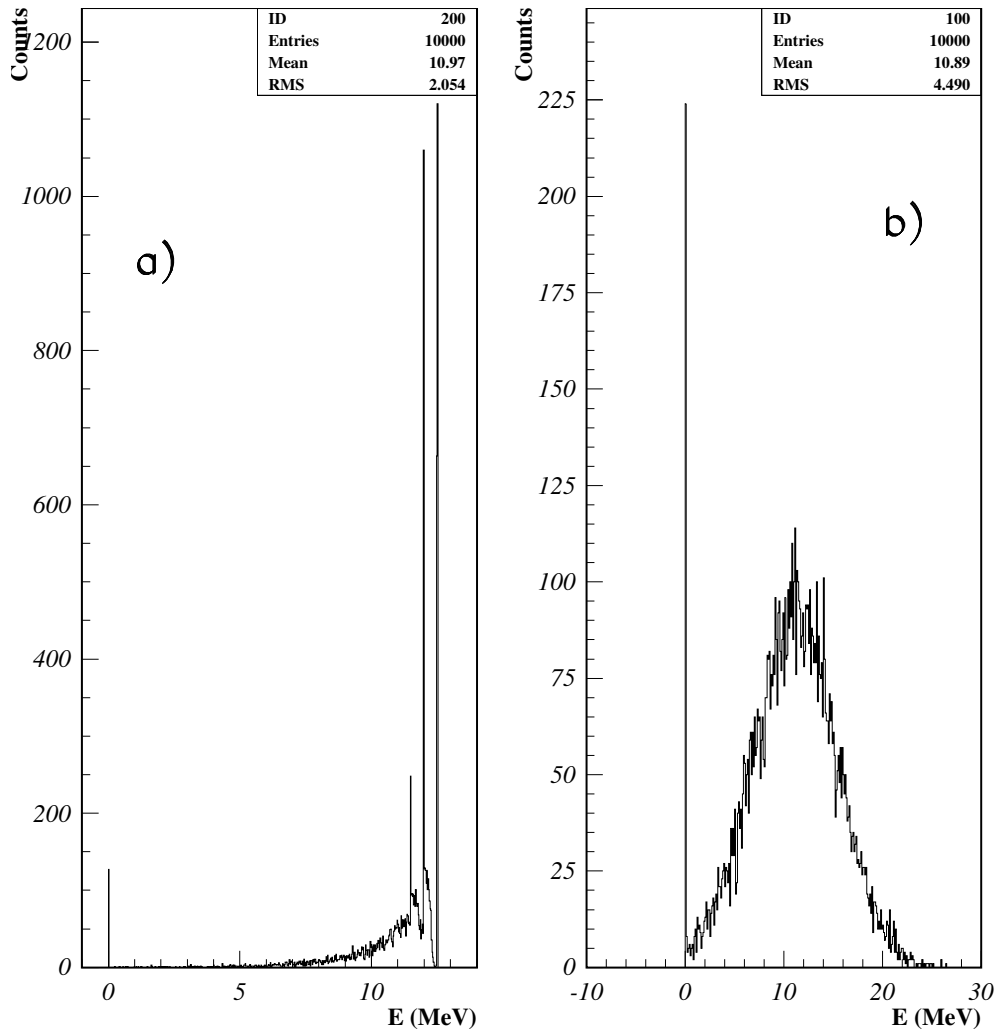 ID 200
Entries 10000
Mean 10.97
RMS 2.054
Counts
1200
1000
800
600
400
200
0
a)
0 5 10
E (MeV)
ID 100
Entries 10000
Mean 10.89
RMS 4.490
Counts
225
200
175
150
125
100
75
50
25
0
b)
-10 0 10 20 30
E (MeV)